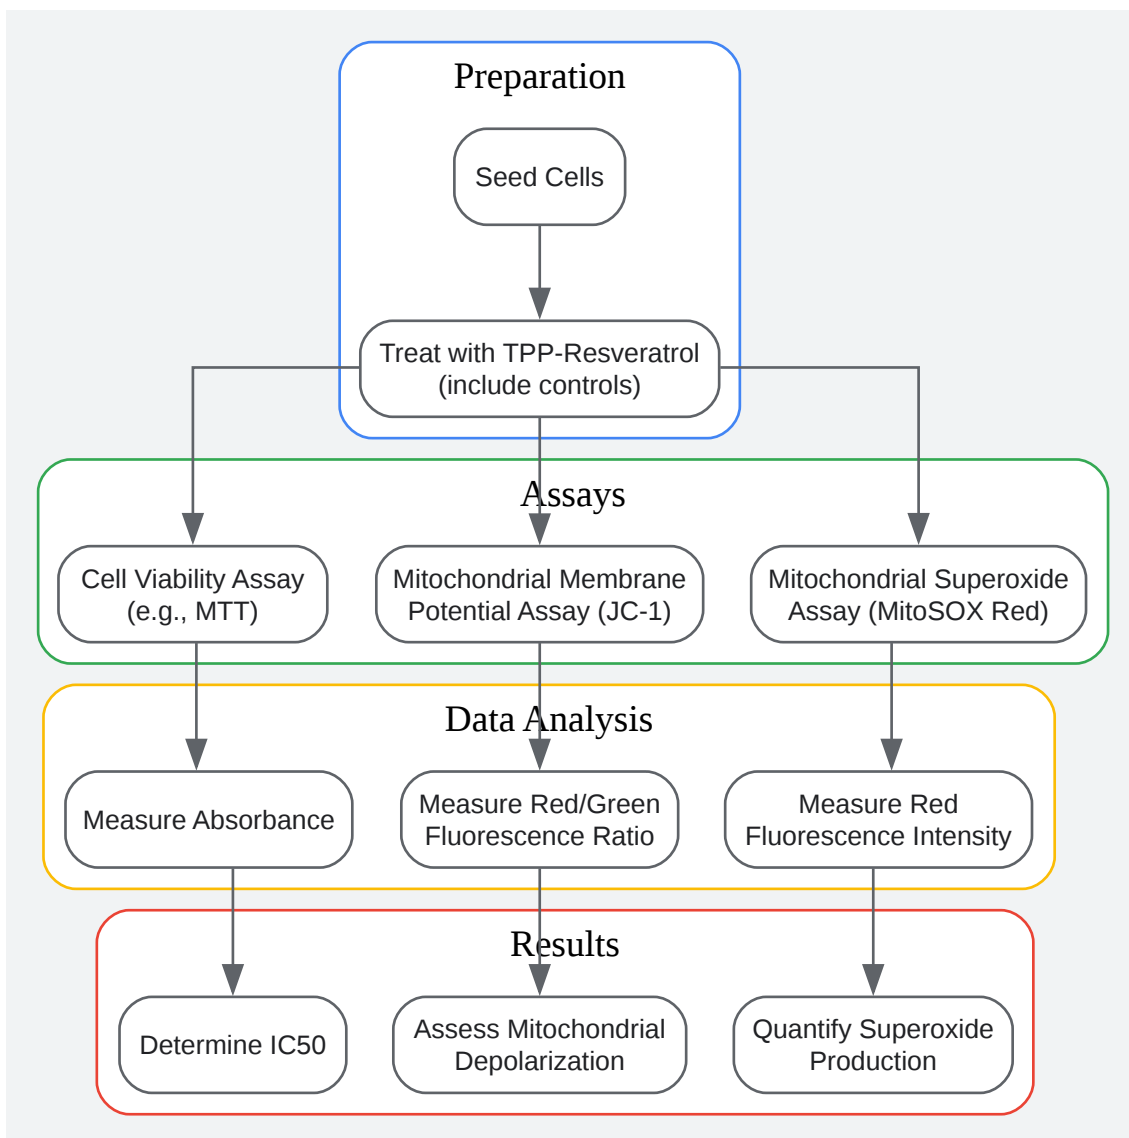 Preparation
Seed Cells
Treat with TPP-Resveratrol
(include controls)
Assays
Cell Viability Assay
(e.g., MTT)
Mitochondrial Membrane
Potential Assay (JC-1)
Mitochondrial Superoxide
Assay (MitoSOX Red)
Data Analysis
Measure Absorbance
Measure Red/Green
Fluorescence Ratio
Measure Red
Fluorescence Intensity
Results
Determine IC50
Assess Mitochondrial
Depolarization
Quantify Superoxide
Production